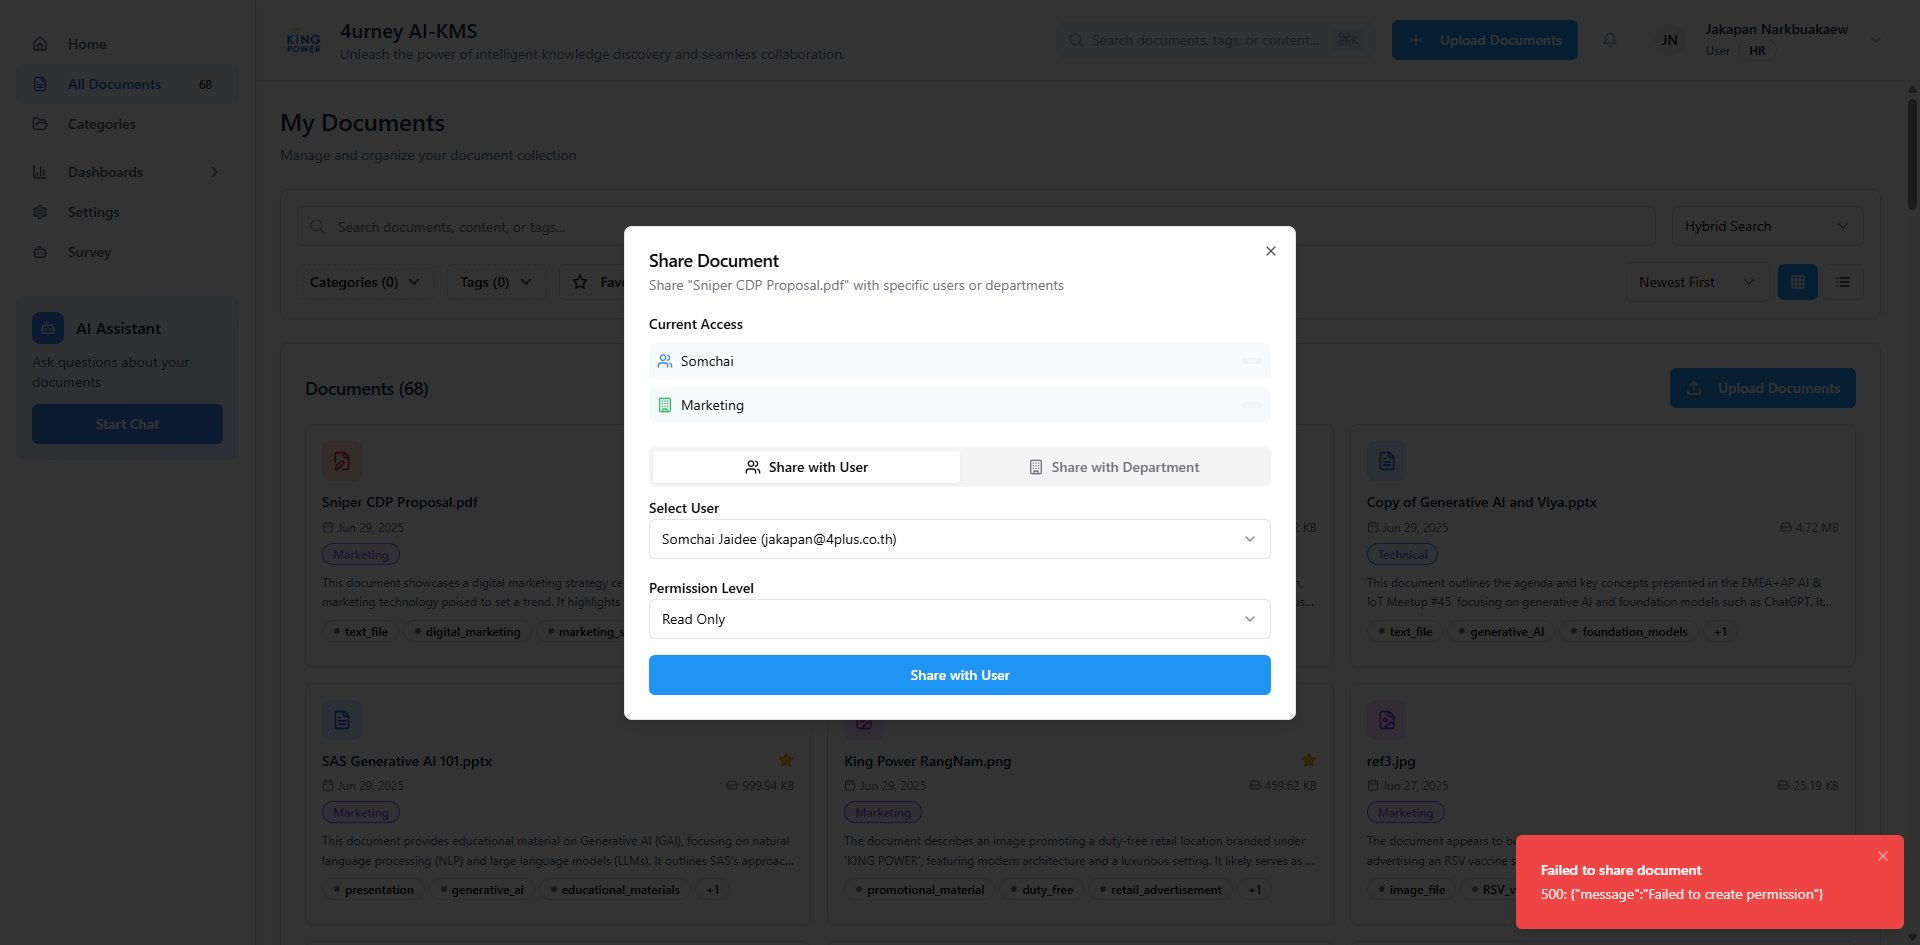 Home
All Documents 68
Categories
Dashboards
Settings
Survey
AI Assistant
Ask questions about your
documents
Start Chat
KING
POWER
4urney AI-KMS
Unleash the power of intelligent knowledge discovery and seamless collaboration.
Search documents, tags, or content... ⌘K
Upload Documents
JN
Jakapan Narkbuakaew
User HR
My Documents
Manage and organize your document collection
Search documents, content, or tags...
Hybrid Search
Categories (0)
Tags (0)
Newest First
Documents (68)
Upload Documents
Share Document
Share "Sniper CDP Proposal.pdf" with specific users or departments
Current Access
Somchai
Marketing
Share with User
Share with Department
Select User
Somchai Jaidee (jakapan@4plus.co.th)
Permission Level
Read Only
Share with User
Sniper CDP Proposal.pdf
Jun 29, 2025
Marketing
This document showcases a digital marketing strategy
marketing technology poised to set a trend. It highlights
text_file digital_marketing
KB
Copy of Generative AI and Viya.pptx
Jun 29, 2025 4.72 MB
Technical
This document outlines the agenda and key concepts presented in the EMEA+AP AI &
IoT Meetup #45, focusing on generative AI and foundation models such as ChatGPT. It...
text_file generative_AI foundation_models +1
SAS Generative AI 101.pptx
Jun 29, 2025 999.94 KB
Marketing
This document provides educational material on Generative AI (GAI), focusing on natural
language processing (NLP) and large language models (LLMs). It outlines SAS's approac...
presentation generative_ai educational_materials +1
King Power RangNam.png
Jun 29, 2025 459.62 KB
Marketing
The document describes an image promoting a duty-free retail location branded under
'KING POWER', featuring modern architecture and a luxurious setting. It likely serves as ...
promotional_material duty_free retail_advertisement +1
ref3.jpg
Jun 27, 2025 25.19 KB
Marketing
The document appears to be
advertising an RSV vaccine
image_file
Failed to share document
500: {"message":"Failed to create permission"}